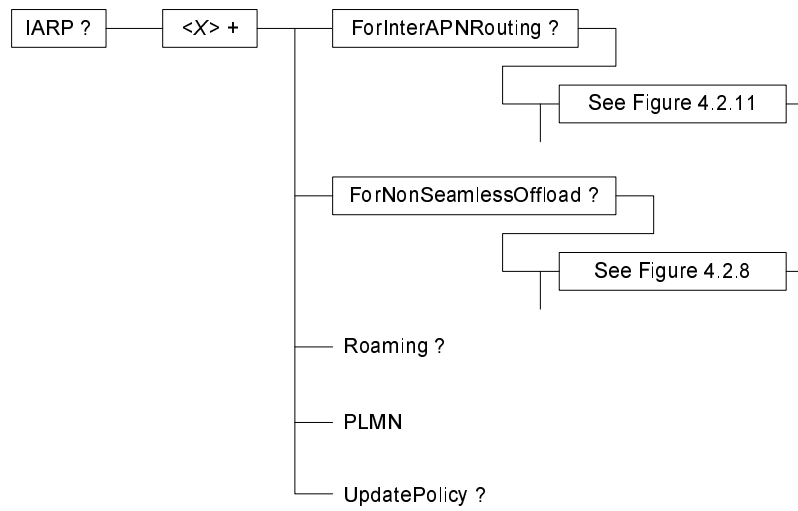 IARP ?
<X> +
ForInterAPNRouting ?
See Figure 4.2.11
ForNonSeamlessOffload ?
See Figure 4.2.8
Roaming ?
PLMN
UpdatePolicy ?